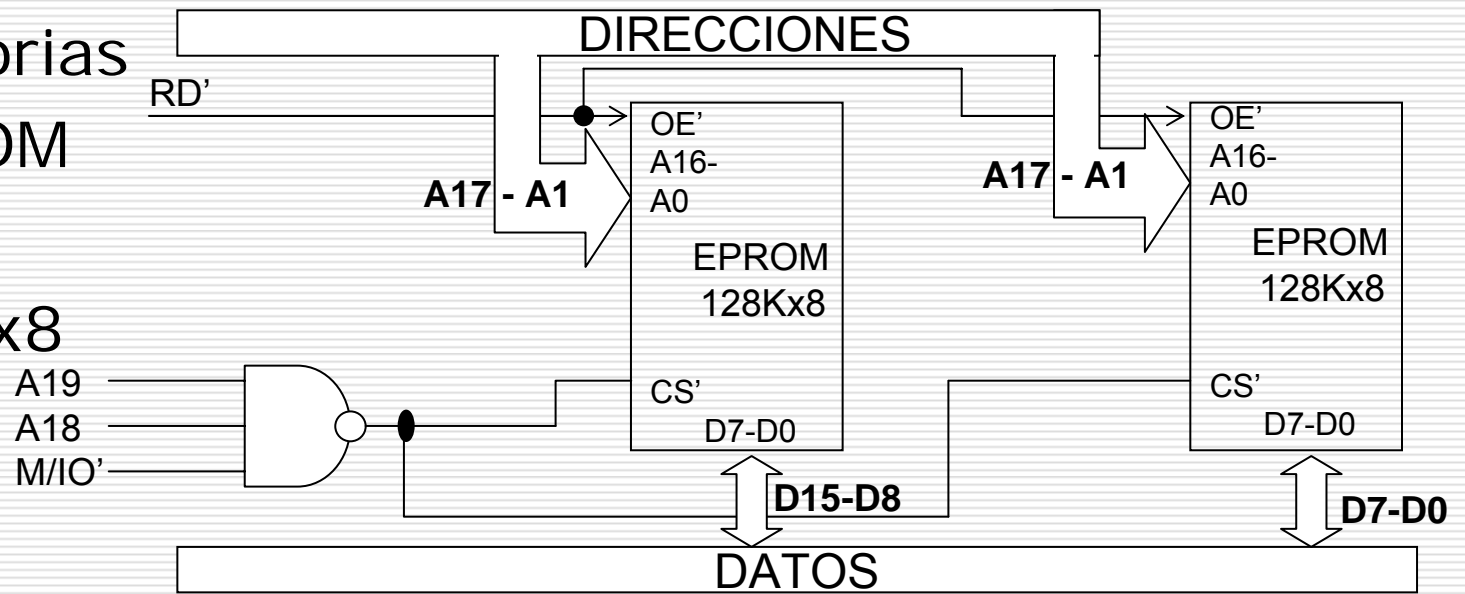 DIRECCIONES
RD’
OE’
A16-
A0
A17 - A1
EPROM
128Kx8
CS’
D7-D0
D15-D8
A17 - A1
OE’
A16-
A0
EPROM
128Kx8
CS’
D7-D0
D7-D0
x8
A19
A18
M/IO’
DATOS